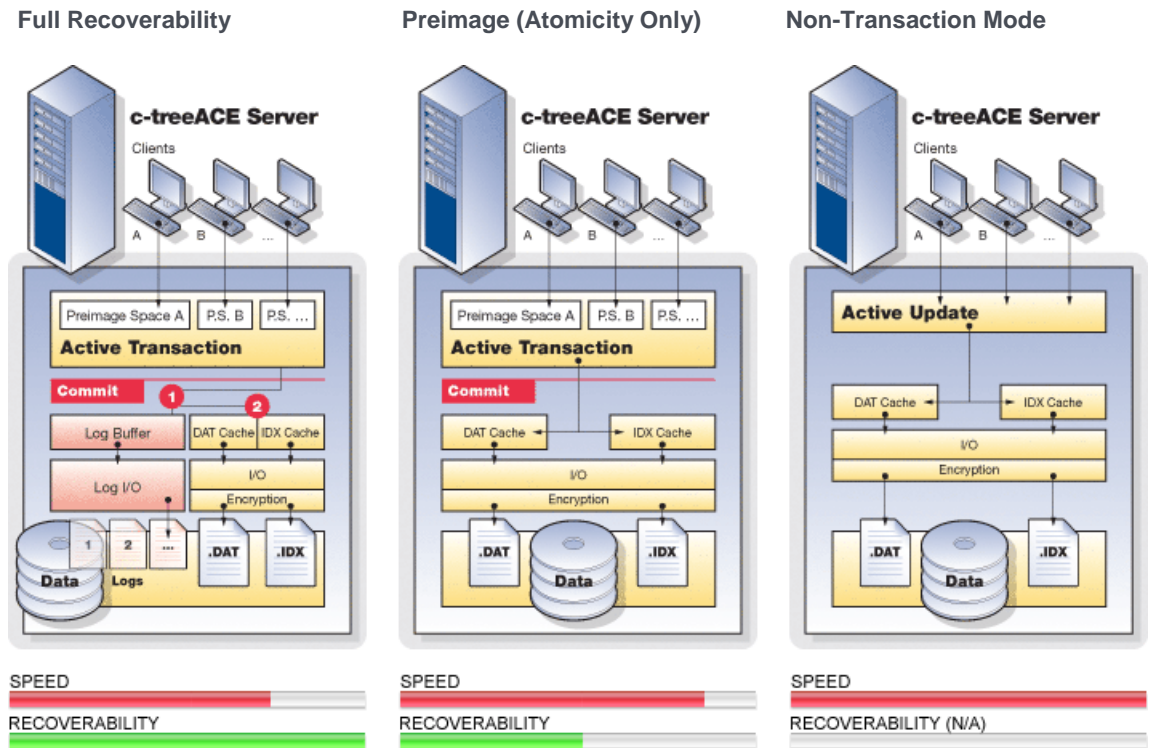 Full Recoverability
c-treeACE Server
Clients
A B ...
Preimage Space A P.S. B P.S. ...
Active Transaction
Commit
1
2
Log Buffer DAT Cache IDX Cache
Log I/O I/O
Encryption
1 2 ... .DAT .IDX
Data Logs
SPEED
RECOVERABILITY
Preimage (Atomicity Only)
c-treeACE Server
Clients
A B ...
Preimage Space A P.S. B P.S. ...
Active Transaction
Commit
DAT Cache IDX Cache
I/O
Encryption
.DAT .IDX
Data
SPEED
RECOVERABILITY
Non-Transaction Mode
c-treeACE Server
Clients
A B ...
Active Update
DAT Cache IDX Cache
I/O
Encryption
.DAT .IDX
Data
SPEED
RECOVERABILITY (N/A)